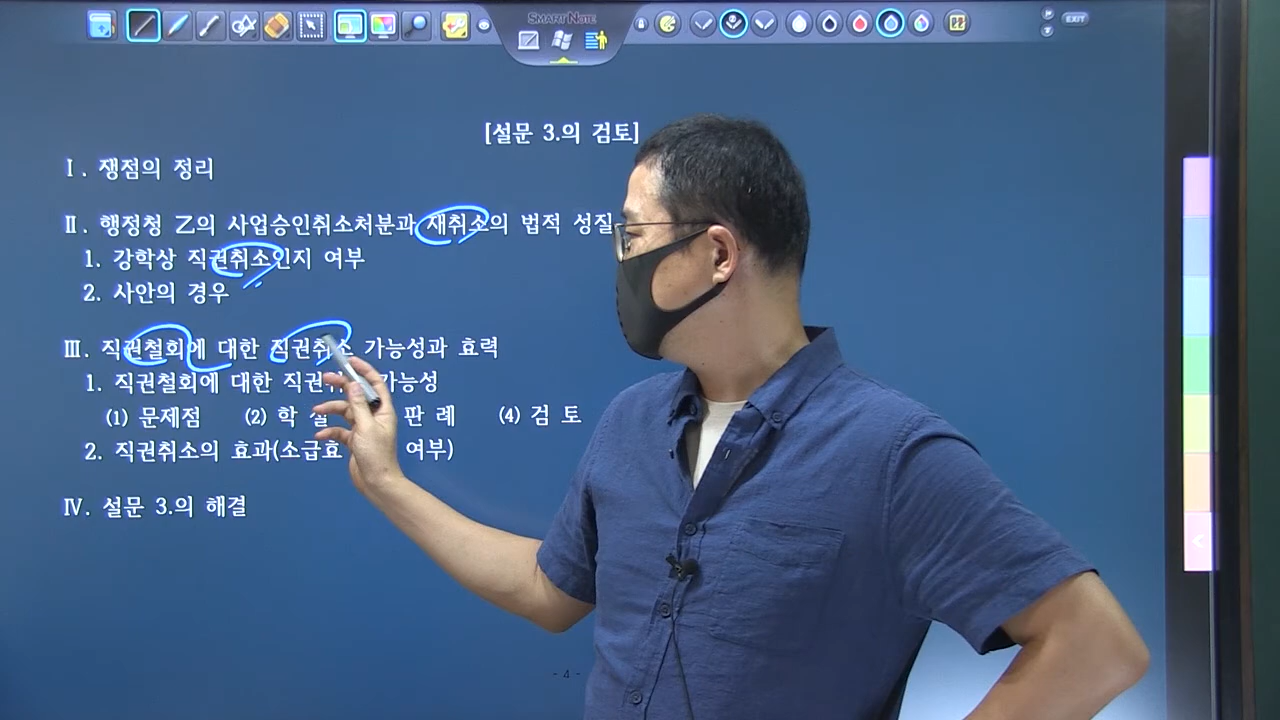 SMART NOTE
EXIT
[설문 3.의 검토]
Ⅰ. 쟁점의 정리
Ⅱ. 행정청 乙의 사업승인취소처분과 재취소의 법적 성질
1. 강학상 직권취소인지 여부
2. 사안의 경우
Ⅲ. 직권철회에 대한 직권취소 가능성과 효력
1. 직권철회에 대한 직권 가능성
(1) 문제점 (2) 학 설 판 례 (4) 검 토
2. 직권취소의 효과(소급효 여부)
Ⅳ. 설문 3.의 해결
- 4 -